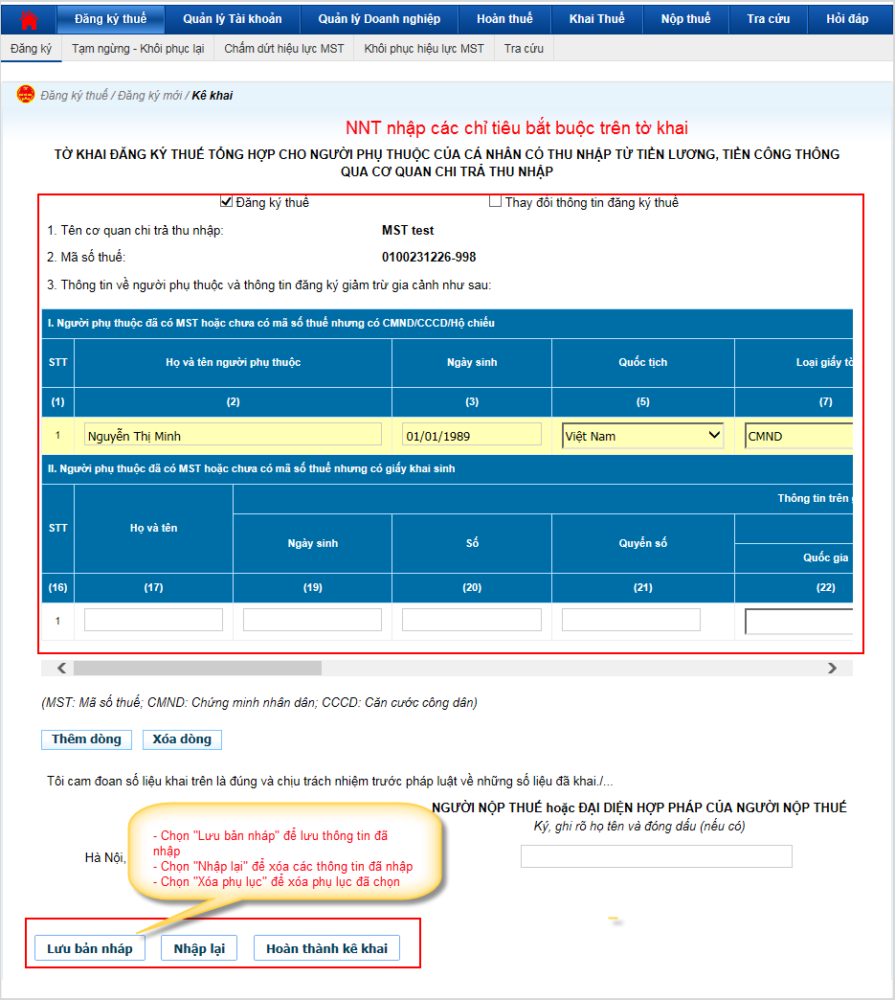 Đăng ký thuế Quản lý Tài khoản Quản lý Doanh nghiệp Hoàn thuế Khai Thuế Nộp thuế Tra cứu Hỏi đáp
Đăng ký Tạm ngừng - Khôi phục lại Chấm dứt hiệu lực MST Khôi phục hiệu lực MST Tra cứu
Đăng ký thuế / Đăng ký mới / Kê khai
NNT nhập các chỉ tiêu bắt buộc trên tờ khai
TỜ KHAI ĐĂNG KÝ THUẾ TỔNG HỢP CHO NGƯỜI PHỤ THUỘC CỦA CÁ NHÂN CÓ THU NHẬP TỪ TIỀN LƯƠNG, TIỀN CÔNG THÔNG
QUA CƠ QUAN CHI TRẢ THU NHẬP
Đăng ký thuế Thay đổi thông tin đăng ký thuế
1. Tên cơ quan chi trả thu nhập: MST test
2. Mã số thuế: 0100231226-998
3. Thông tin về người phụ thuộc và thông tin đăng ký giảm trừ gia cảnh như sau:
I. Người phụ thuộc đã có MST hoặc chưa có mã số thuế nhưng có CMND/CCCD/Hộ chiếu
STT Họ và tên người phụ thuộc Ngày sinh Quốc tịch Loại giấy tờ
(1) (2) (3) (5) (7)
1 Nguyễn Thị Minh 01/01/1989 Việt Nam CMND
II. Người phụ thuộc đã có MST hoặc chưa có mã số thuế nhưng có giấy khai sinh
Thông tin trên
STT Họ và tên Ngày sinh Số Quyển số
Quốc gia
(16) (17) (19) (20) (21) (22)
1
(MST: Mã số thuế; CMND: Chứng minh nhân dân; CCCD: Căn cước công dân)
Thêm dòng Xóa dòng
Tôi cam đoan số liệu khai trên là đúng và chịu trách nhiệm trước pháp luật về những số liệu đã khai./...
NGƯỜI NỘP THUẾ hoặc ĐẠI DIỆN HỢP PHÁP CỦA NGƯỜI NỘP THUẾ
Ký, ghi rõ họ tên và đóng dấu (nếu có)
Hà Nội,
- Chọn "Lưu bản nháp" để lưu thông tin đã
nhập
- Chọn "Nhập lại" để xóa các thông tin đã nhập
- Chọn "Xóa phụ lục" để xóa phụ lục đã chọn
Lưu bản nháp Nhập lại Hoàn thành kê khai